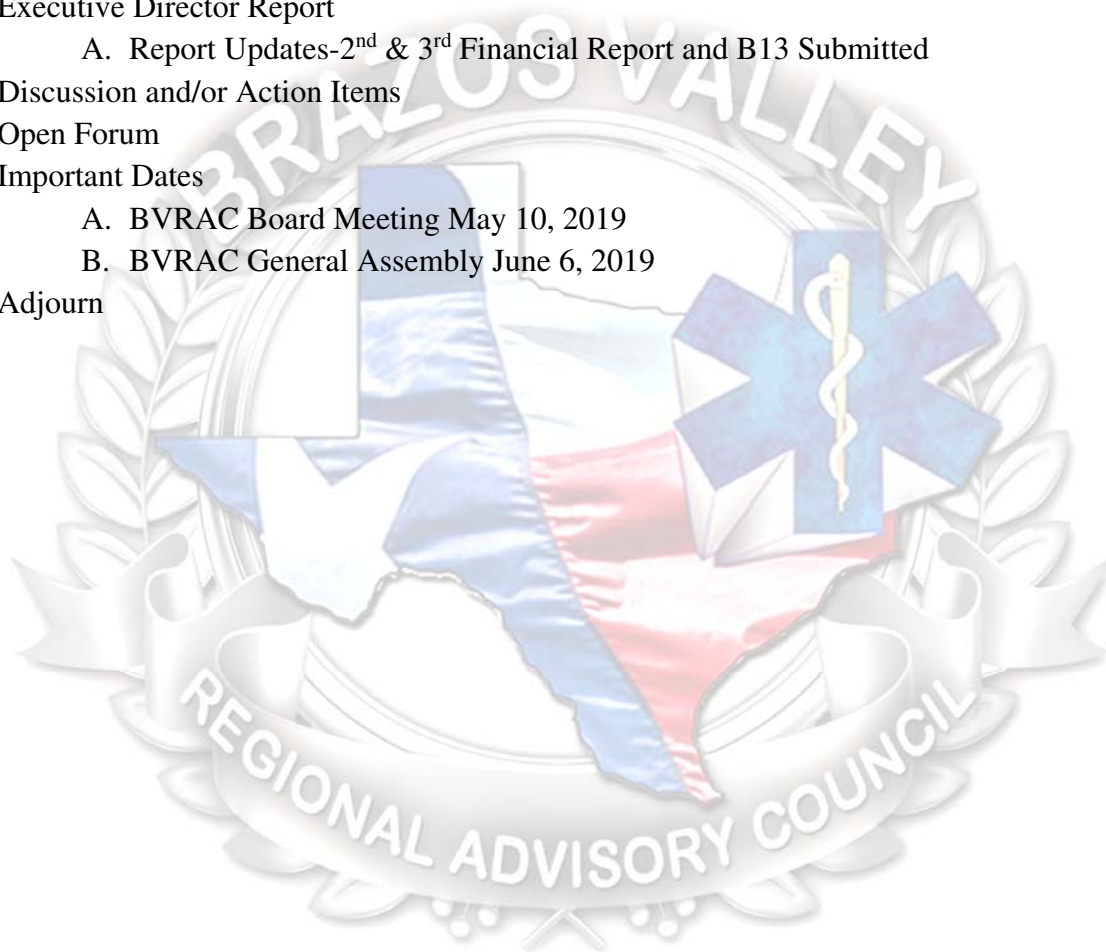 Executive Director Report
A. Report Updates-2nd & 3rd Financial Report and B13 Submitted
Discussion and/or Action Items
Open Forum
Important Dates
A. BVRAC Board Meeting May 10, 2019
B. BVRAC General Assembly June 6, 2019
Adjourn
BRAZOS VALLEY
REGIONAL ADVISORY COUNCIL